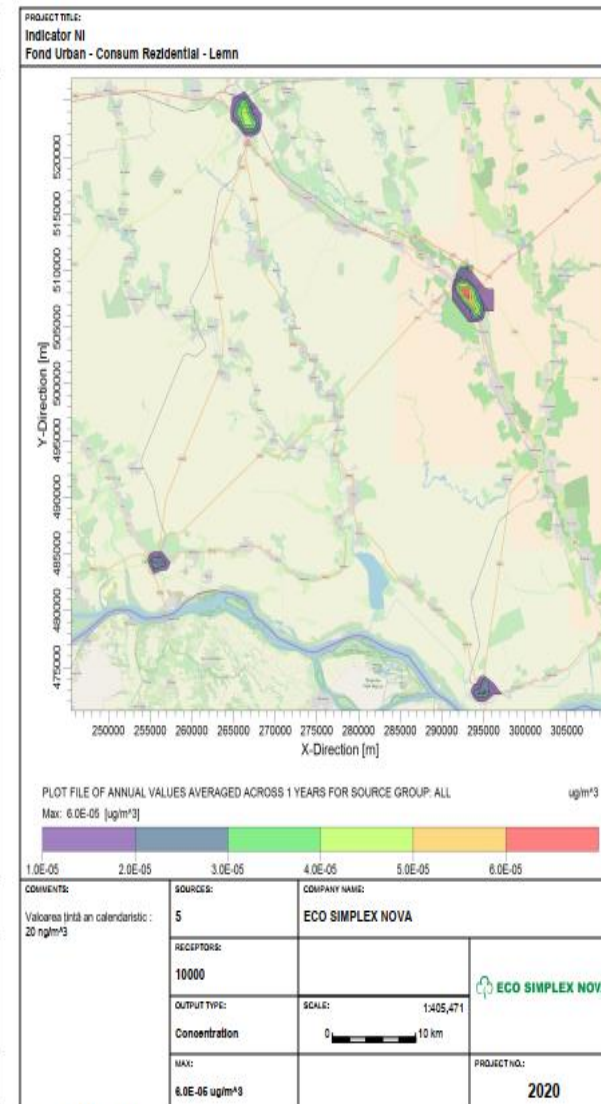 PROJECT TITLE:
Indicator NI
Fond Urban - Consum Rezidential - Lemn
Y-Direction [m]
520000
515000
510000
505000
500000
495000
490000
485000
480000
475000
250000 255000 260000 265000 270000 275000 280000 285000 290000 295000 300000 305000
X-Direction [m]
PLOT FILE OF ANNUAL VALUES AVERAGED ACROSS 1 YEARS FOR SOURCE GROUP: ALL ug/m^3
Max: 6.0E-05 [ug/m^3]
1.0E-05 2.0E-05 3.0E-05 4.0E-05 5.0E-05 6.0E-05
COMMENTS:
Valoarea țintă an calendaristic :
20 ng/m^3
SOURCES:
5
COMPANY NAME:
ECO SIMPLEX NOVA
RECEPTORS:
10000
OUTPUT TYPE:
Concentration
SCALE: 1:405,471
0 10 km
ECO SIMPLEX NOV
MAX:
6.0E-05 ug/m^3
PROJECT NO.:
2020